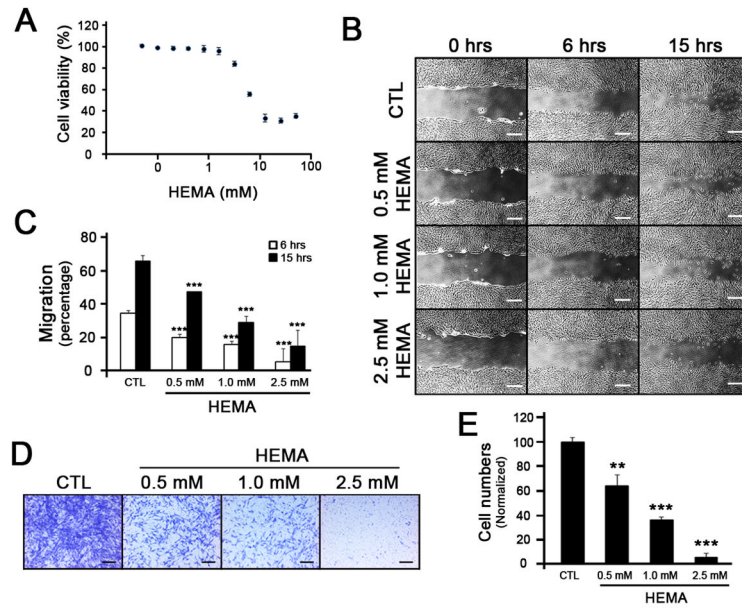 A
Cell viability (%)
120
100
80
60
40
20
0
0 1 10 100
HEMA (mM)
B
0 hrs 6 hrs 15 hrs
CTL
0.5 mM
HEMA
1.0 mM
HEMA
2.5 mM
HEMA
C
Migration
(percentage)
80
60
40
20
0
6 hrs
15 hrs
*** *** *** *** *** ***
CTL 0.5 mM 1.0 mM 2.5 mM
HEMA
D
HEMA
CTL 0.5 mM 1.0 mM 2.5 mM
E
Cell numbers
(Normalized)
120
100
80
60
40
20
0
** *** ***
CTL 0.5 mM 1.0 mM 2.5 mM
HEMA